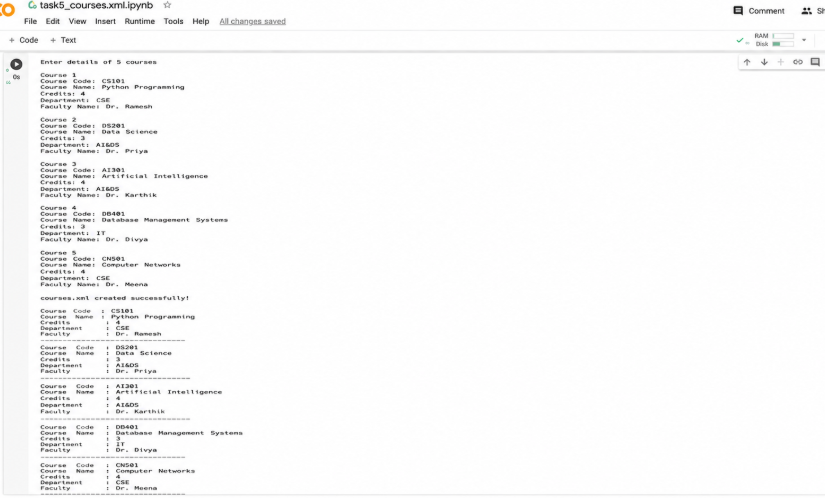 CO task5_courses.xml.ipynb ☆
File Edit View Insert Runtime Tools Help All changes saved
Comment
+ Code + Text
RAM
Disk
0s
Enter details of 5 courses
Course 1
Course Code: CS101
Course Name: Python Programming
Credits: 4
Department: CSE
Faculty Name: Dr. Ramesh
Course 2
Course Code: DS201
Course Name: Data Science
Credits: 3
Department: AI&DS
Faculty Name: Dr. Priya
Course 3
Course Code: AI301
Course Name: Artificial Intelligence
Credits: 4
Department: AI&DS
Faculty Name: Dr. Karthik
Course 4
Course Code: DB401
Course Name: Database Management Systems
Credits: 3
Department: IT
Faculty Name: Dr. Divya
Course 5
Course Code: CN501
Course Name: Computer Networks
Credits: 4
Department: CSE
Faculty Name: Dr. Meena
courses.xml created successfully!
Course Code : CS101
Course Name : Python Programming
Credits : 4
Department : CSE
Faculty : Dr. Ramesh
-----------------------------------
Course Code : DS201
Course Name : Data Science
Credits : 3
Department : AI&DS
Faculty : Dr. Priya
-----------------------------------
Course Code : AI301
Course Name : Artificial Intelligence
Credits : 4
Department : AI&DS
Faculty : Dr. Karthik
-----------------------------------
Course Code : DB401
Course Name : Database Management Systems
Credits : 3
Department : IT
Faculty : Dr. Divya
-----------------------------------
Course Code : CN501
Course Name : Computer Networks
Credits : 4
Department : CSE
Faculty : Dr. Meena
-----------------------------------